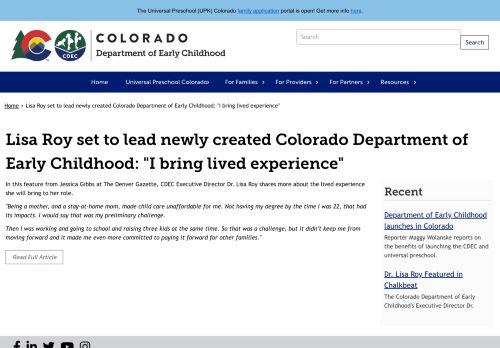 The Universal Preschool (UPK) Colorado family application portal is open! Get more info here.
COLORADO
Department of Early Childhood
CDEC
Search
Search
Home
Universal Preschool Colorado
For Families
For Providers
For Partners
Resources
Home › Lisa Roy set to lead newly created Colorado Department of Early Childhood: "I bring lived experience"
Lisa Roy set to lead newly created Colorado Department of
Early Childhood: "I bring lived experience"
In this feature from Jessica Gibbs at The Denver Gazette, CDEC Executive Director Dr. Lisa Roy shares more about the lived experience
she will bring to her role.
"Being a mother, and a stay-at-home mom, made child care unaffordable for me. Not having my degree by the time I was 22, that had
its impacts. I would say that was my preliminary challenge.
Then I was working and going to school and raising three kids at the same time. So that was a challenge, but it didn't keep me from
moving forward and it made me even more committed to paying it forward for other families."
Read Full Article
Recent
Department of Early Childhood
launches in Colorado
Reporter Maggy Wolanske reports on
the benefits of launching the CDEC and
universal preschool.
Dr. Lisa Roy Featured in
Chalkbeat
The Colorado Department of Early
Childhood's Executive Director Dr.